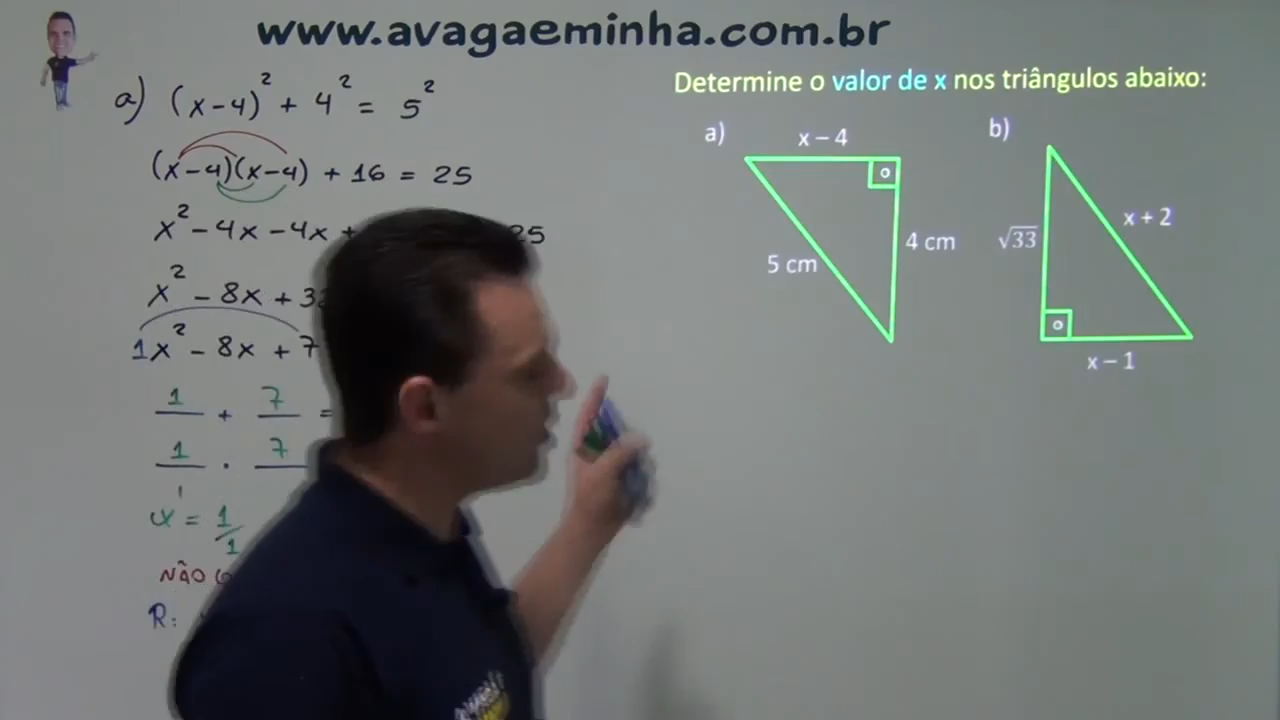 www.avagaeminha.com.br
a) (x-4)² + 4² = 5²
(x-4)(x-4) + 16 = 25
x² - 4x - 4x + 25
x² - 8x +
1x² - 8x + 7
1 + 7 =
1 · 7
x' = 1/1
NÃO
R:
Determine o valor de x nos triângulos abaixo:
a)
x – 4
5 cm
4 cm
b)
√33
x + 2
x – 1